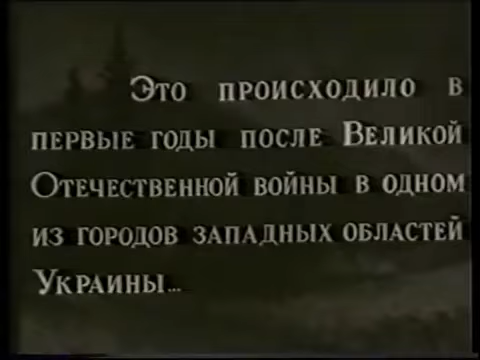 Это происходило в
первые годы после Великой
Отечественной войны в одном
из городов западных областей
Украины...